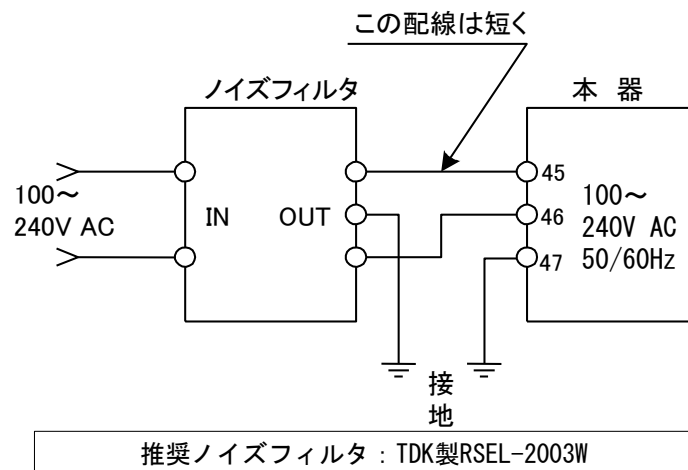 この配線は短く
ノイズフィルタ
本 器
100～
240V AC
IN
OUT
45
46
47
100～
240V AC
50/60Hz
接
地
推奨ノイズフィルタ：TDK製RSEL-2003W